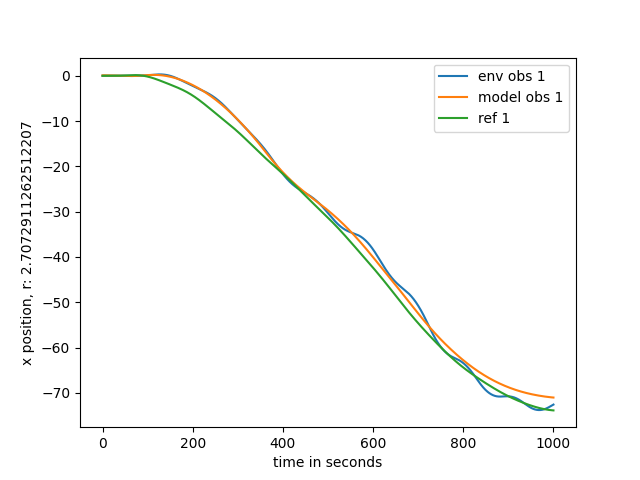 env obs 1
model obs 1
ref 1
x position, r: 2.7072911262512207
0
−10
−20
−30
−40
−50
−60
−70
0 200 400 600 800 1000
time in seconds